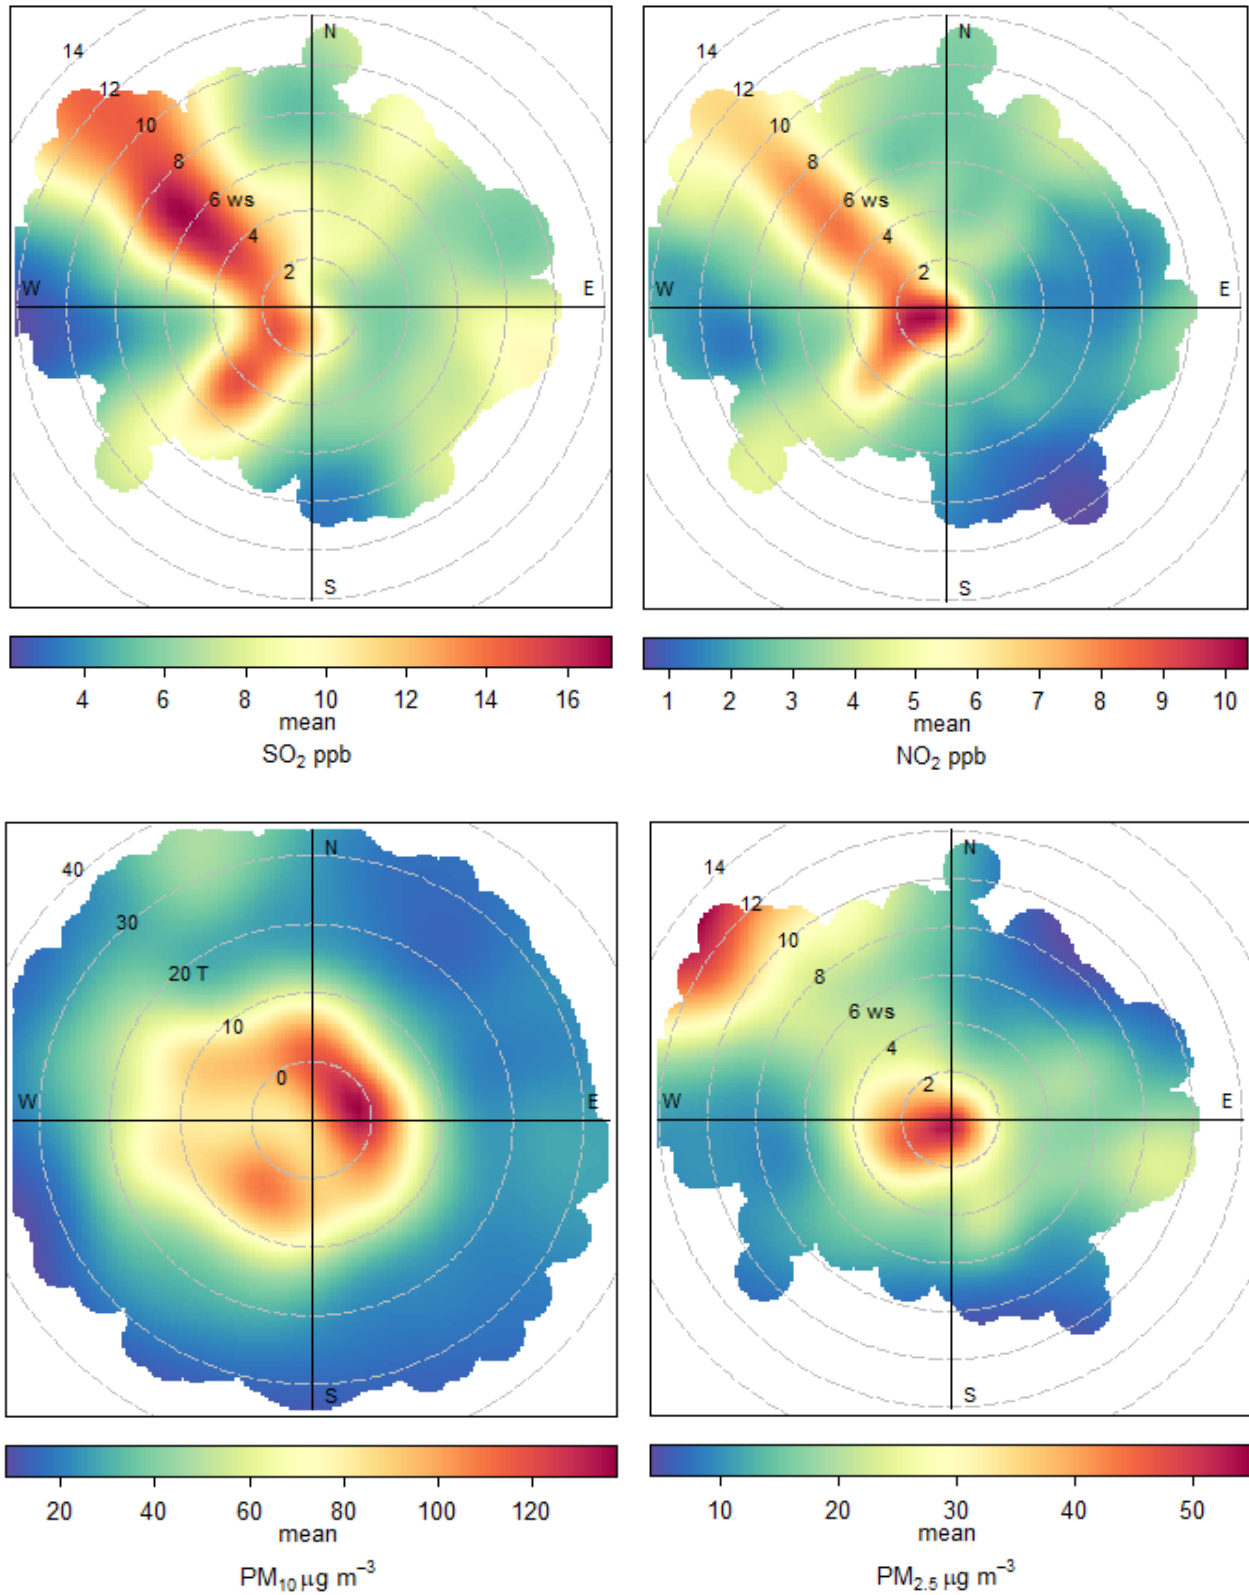 N
14
12
10
8
6 ws
4
2
W
E
S
4 6 8 10 12 14 16
mean
SO₂ ppb
N
14
12
10
8
6 ws
4
2
W
E
S
1 2 3 4 5 6 7 8 9 10
mean
NO₂ ppb
N
40
30
20 T
10
0
W
E
S
20 40 60 80 100 120
mean
PM₁₀ μg m⁻³
N
14
12
10
8
6 ws
4
2
W
E
S
10 20 30 40 50
mean
PM₂.₅ μg m⁻³